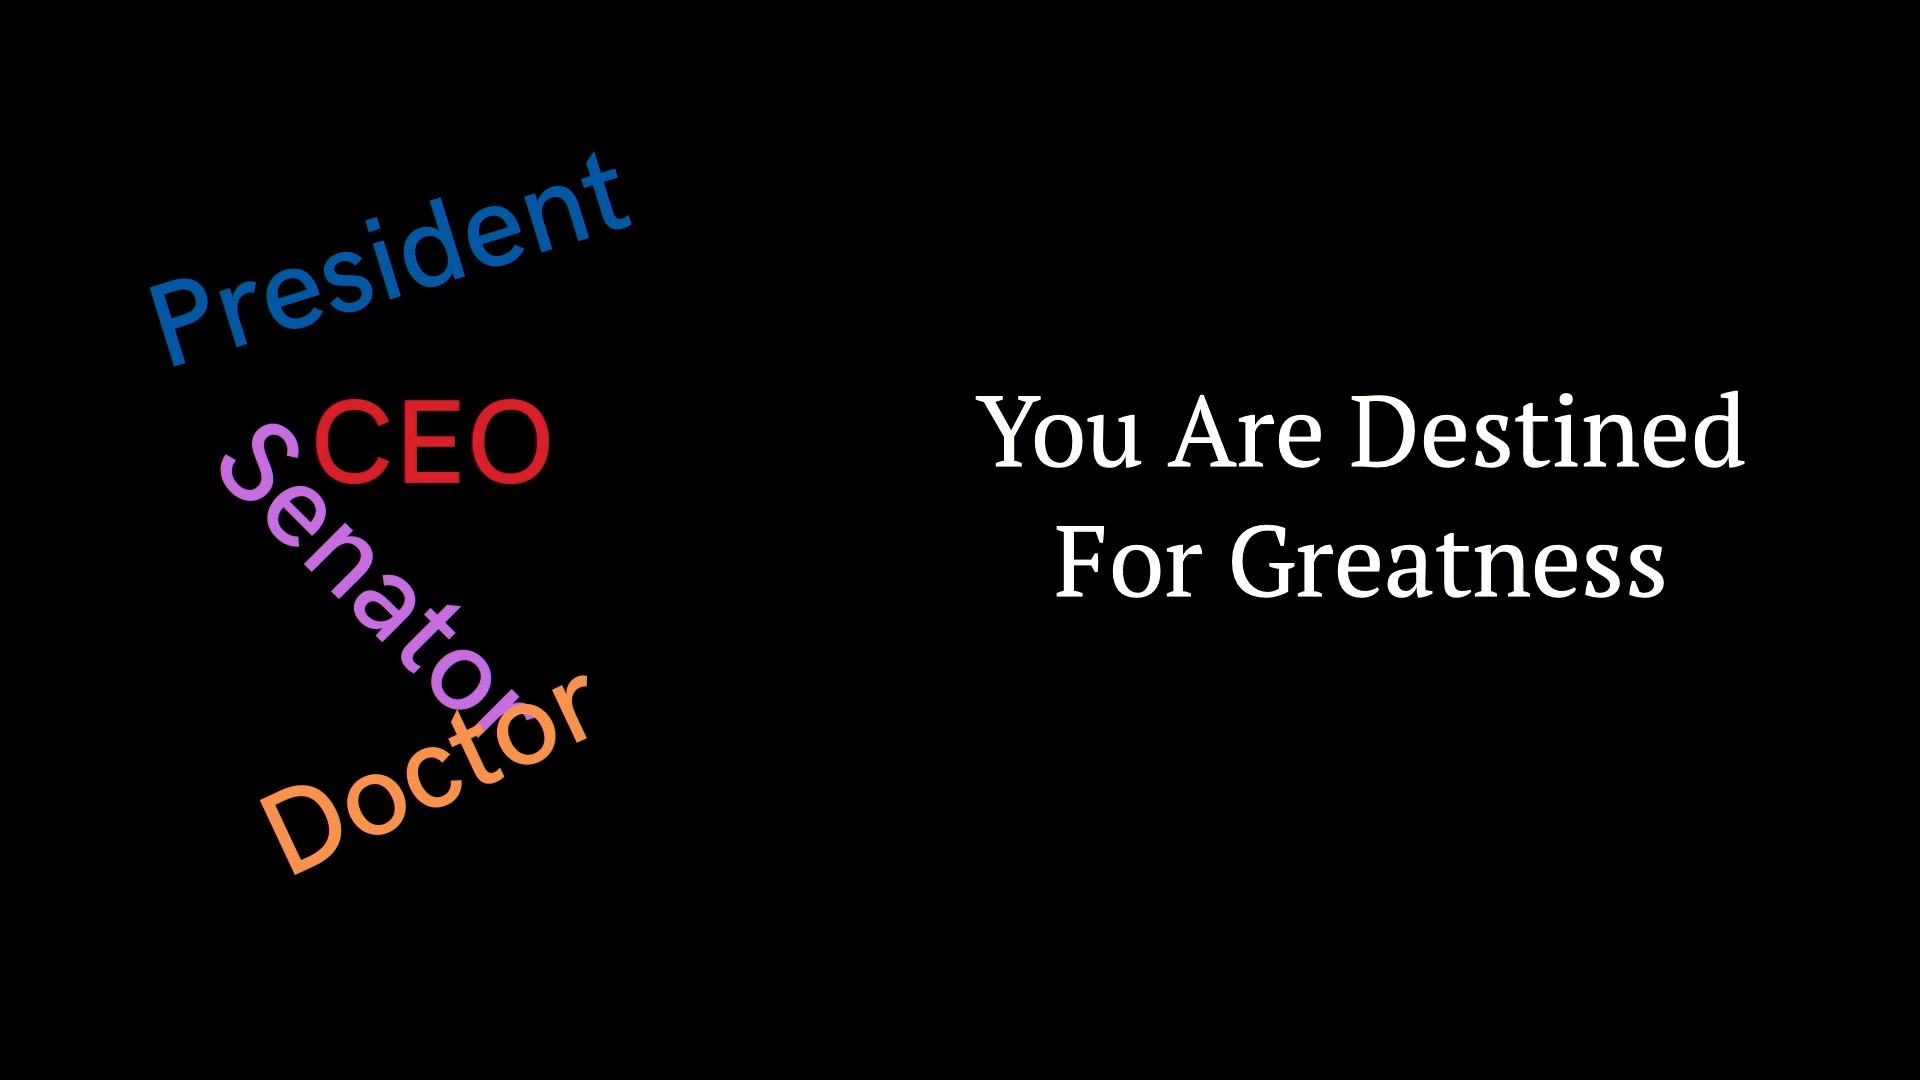 President
CEO
Senator
Doctor
You Are Destined
For Greatness